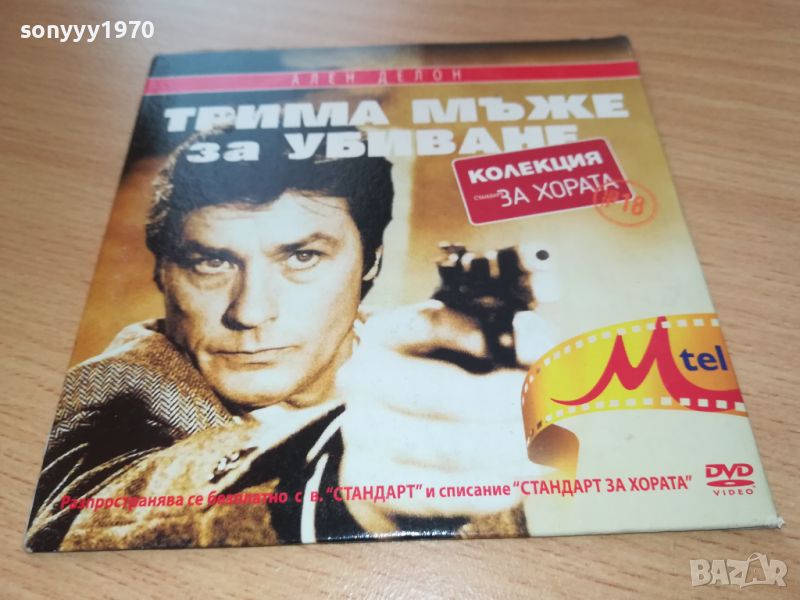 sonyyy1970
АЛЕН ДЕЛОН
ТРИМА МЪЖЕ
за УБИВАНЕ
КОЛЕКЦИЯ
ЗА ХОРАТА
#18
Mtel
DVD
VIDEO
Разпространява се безплатно с в. "СТАНДАРТ" и списание "СТАНДАРТ ЗА ХОРАТА"
BAZAR